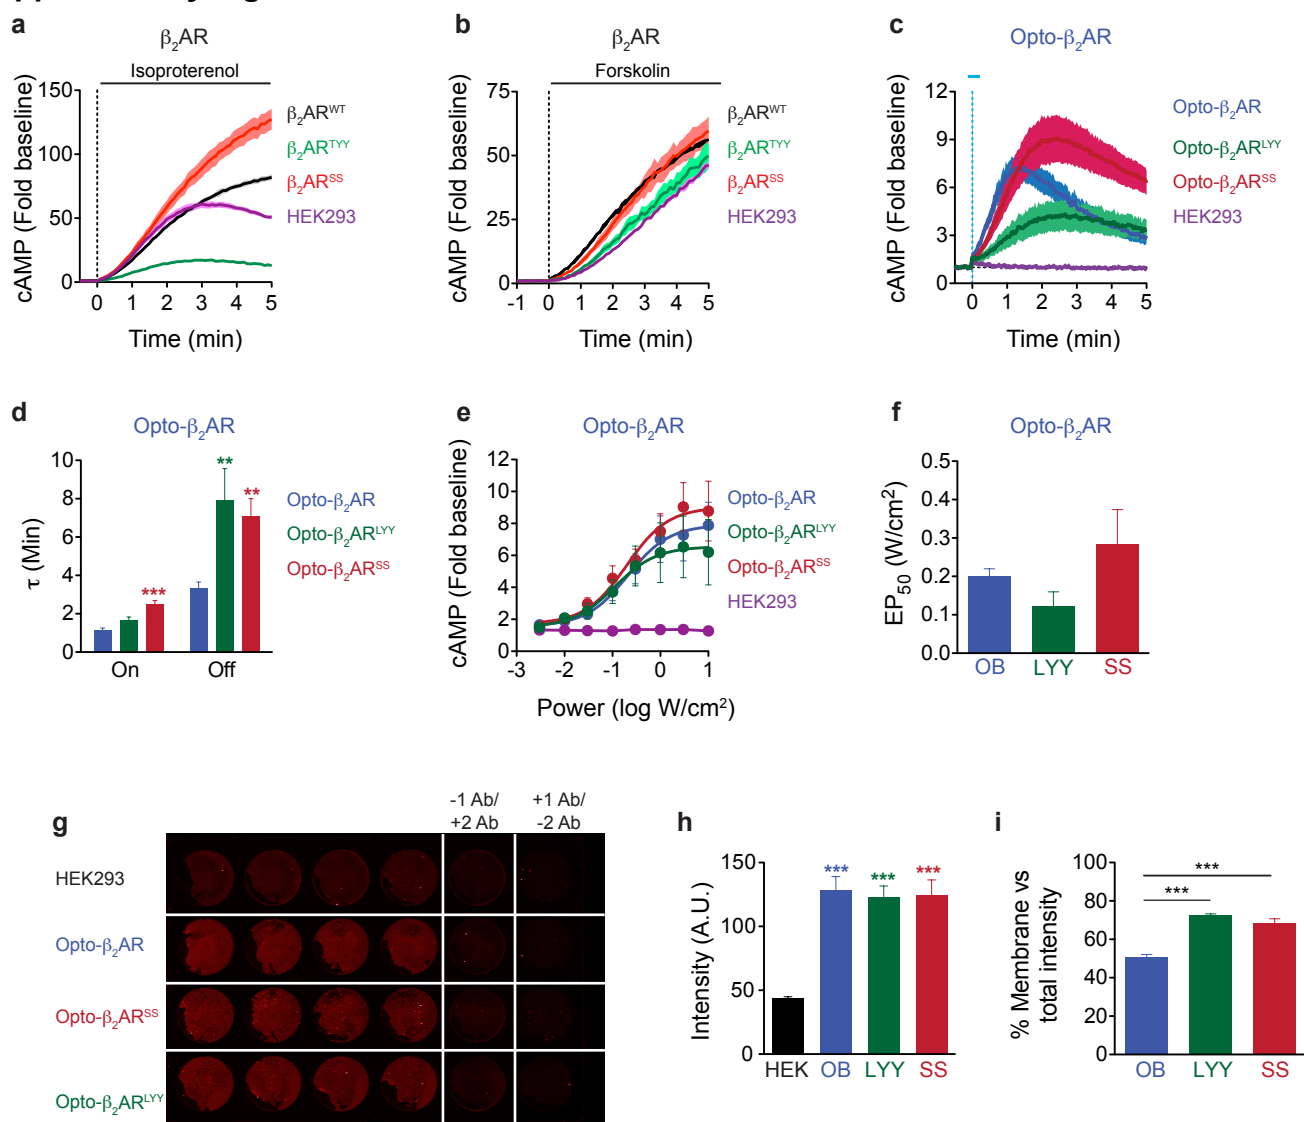 a
β₂AR
Isoproterenol
cAMP (Fold baseline)
150
100
50
0
0 1 2 3 4 5
Time (min)
β₂ARᵂᵀ
β₂ARᵀʸʸ
β₂ARˢˢ
HEK293
b
β₂AR
Forskolin
cAMP (Fold baseline)
75
50
25
0
-1 0 1 2 3 4 5
Time (min)
β₂ARᵂᵀ
β₂ARᵀʸʸ
β₂ARˢˢ
HEK293
c
Opto-β₂AR
cAMP (Fold baseline)
12
9
6
3
0
0 1 2 3 4 5
Time (min)
Opto-β₂AR
Opto-β₂ARᴸʸʸ
Opto-β₂ARˢˢ
HEK293
d
Opto-β₂AR
τ (Min)
10
8
6
4
2
0
***
**
**
On Off
Opto-β₂AR
Opto-β₂ARᴸʸʸ
Opto-β₂ARˢˢ
e
Opto-β₂AR
cAMP (Fold baseline)
12
10
8
6
4
2
0
-3 -2 -1 0 1
Power (log W/cm²)
Opto-β₂AR
Opto-β₂ARᴸʸʸ
Opto-β₂ARˢˢ
HEK293
f
Opto-β₂AR
EP₅₀ (W/cm²)
0.5
0.4
0.3
0.2
0.1
0.0
OB LYY SS
g
-1 Ab/
+2 Ab
+1 Ab/
-2 Ab
HEK293
Opto-β₂AR
Opto-β₂ARˢˢ
Opto-β₂ARᴸʸʸ
h
Intensity (A.U.)
150
100
50
0
*** *** ***
HEK OB LYY SS
i
% Membrane vs
total intensity
100
80
60
40
20
0
***
***
OB LYY SS